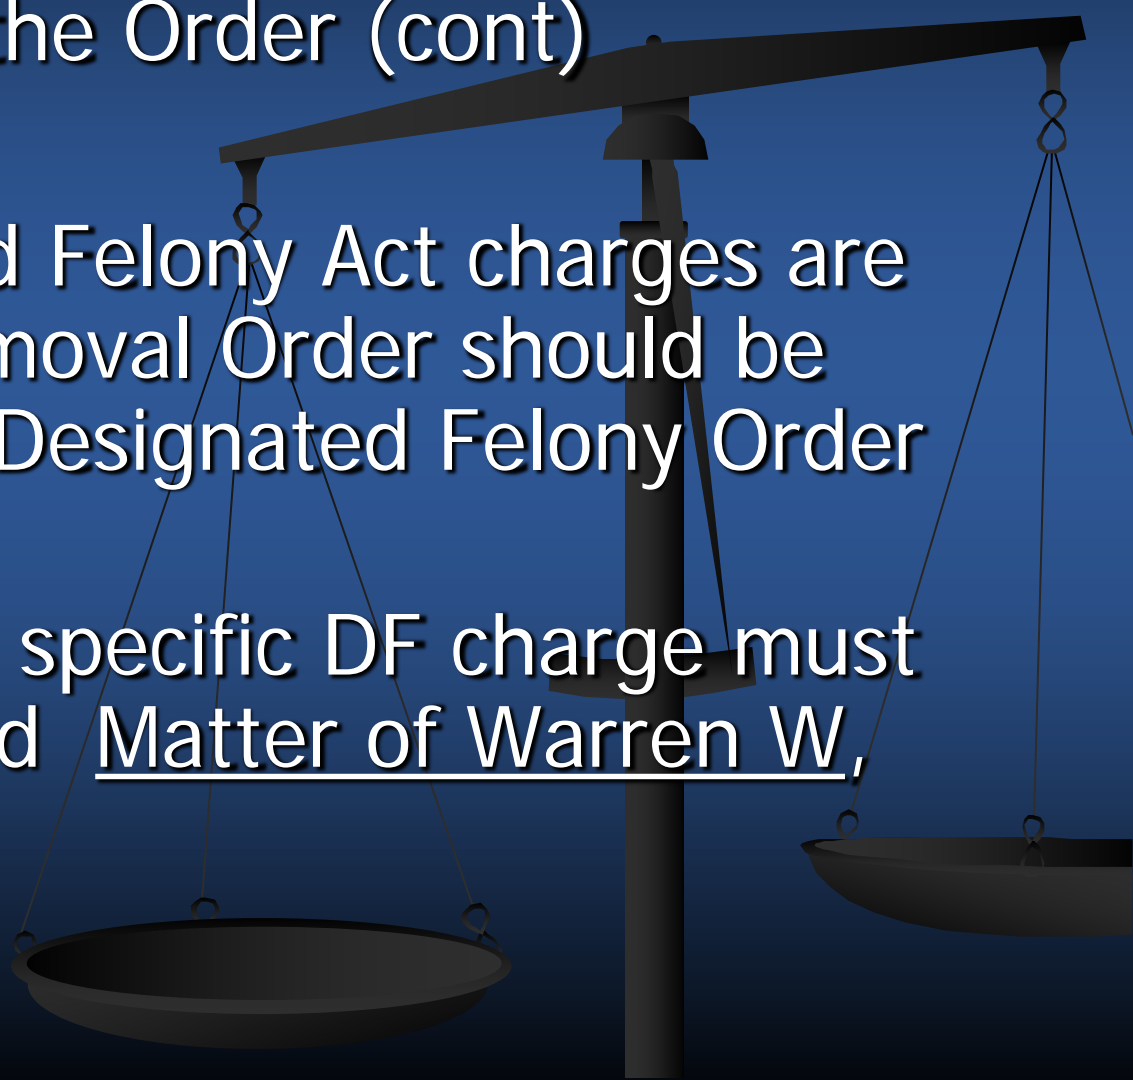 the Order (cont)
d Felony Act charges are
moval Order should be
Designated Felony Order
specific DF charge must
d Matter of Warren W,